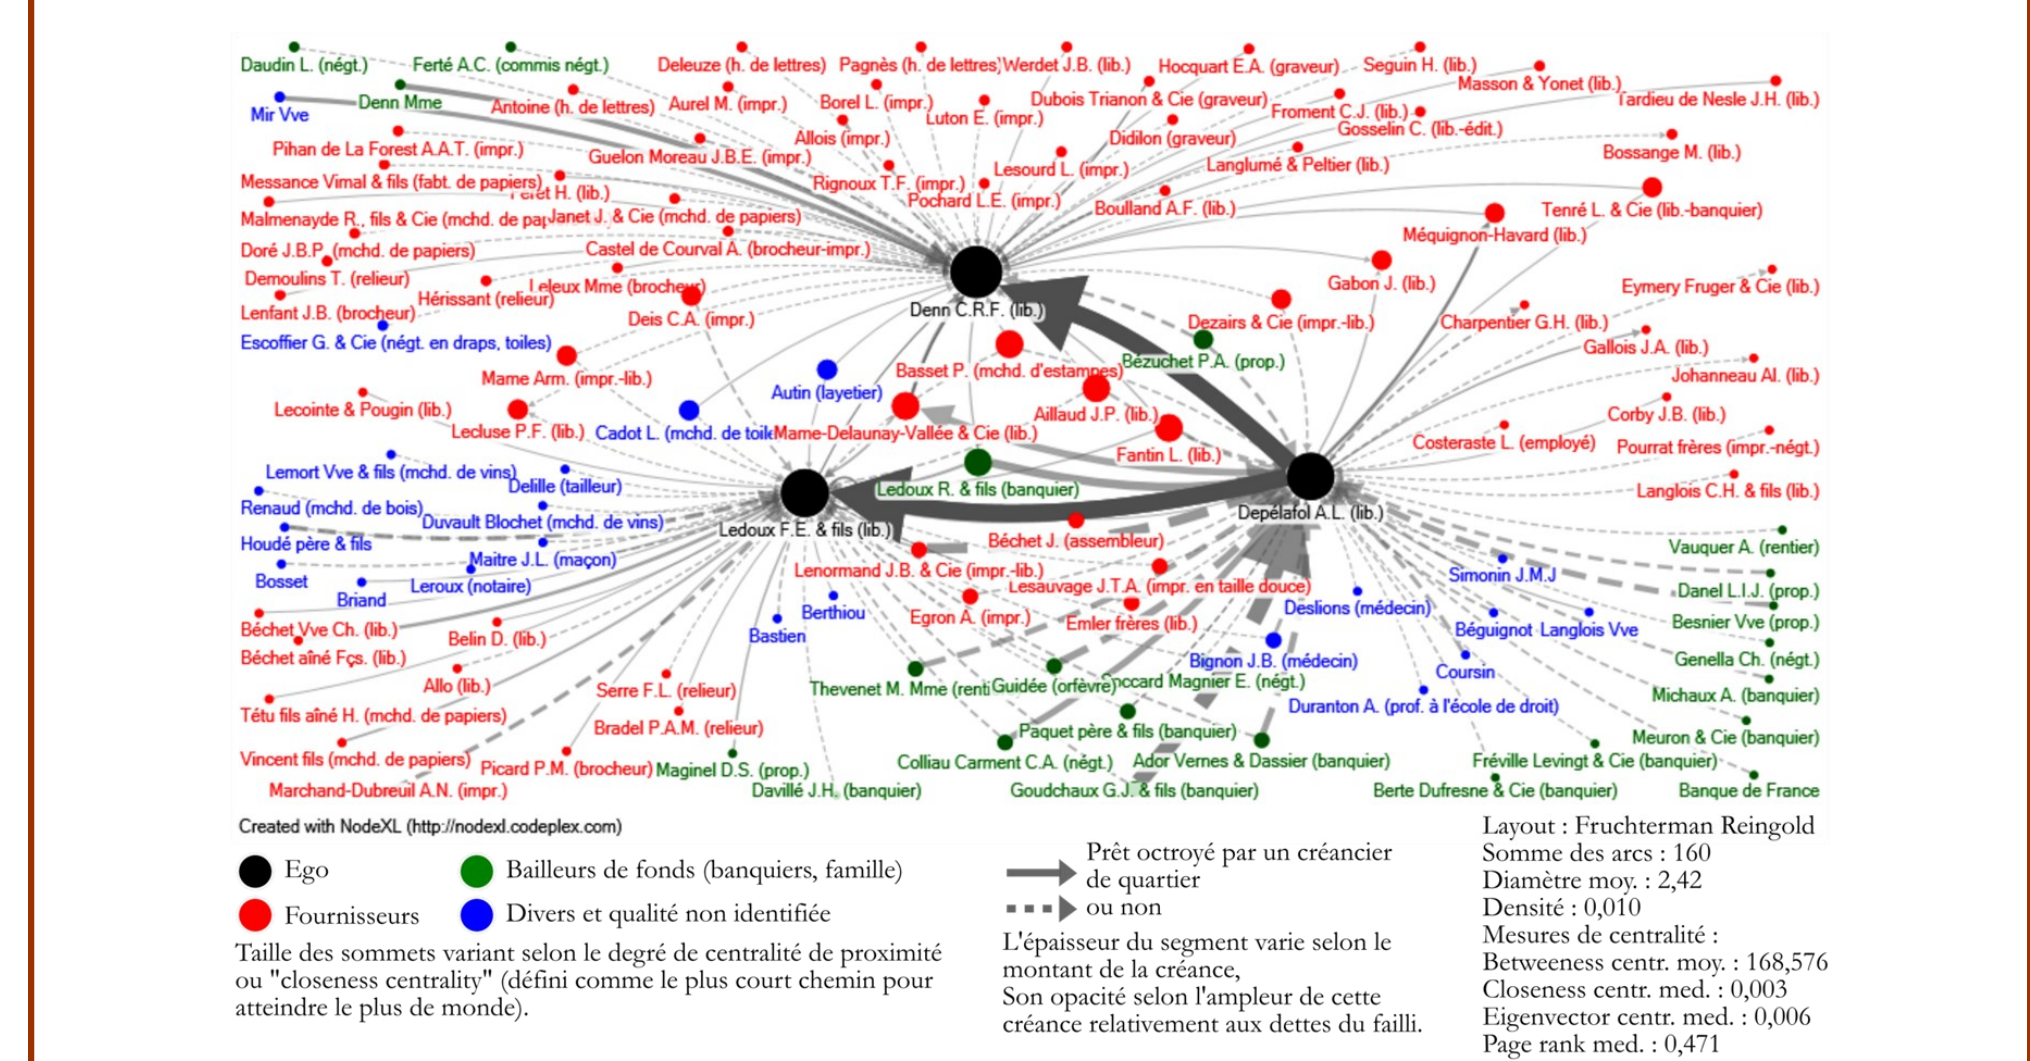 Daudin L. (négt.)
Ferté A.C. (commis négt.)
Deleuze (h. de lettres)
Pagnès (h. de lettres)
Werdet J.B. (lib.)
Hocquart E.A. (graveur)
Seguin H. (lib.)
Masson & Yonet (lib.)
Tardieu de Nesle J.H. (lib.)
Mir Vve
Denn Mme
Antoine (h. de lettres)
Aurel M. (impr.)
Borel L. (impr.)
Luton E. (impr.)
Dubois Trianon & Cie (graveur)
Froment C.J. (lib.)
Gosselin C. (lib.-édit.)
Pihan de La Forest A.A.T. (impr.)
Guelon Moreau J.B.E. (impr.)
Allois (impr.)
Didilon (graveur)
Langlumé & Peltier (lib.)
Bossange M. (lib.)
Messance Vimal & fils (fabt. de papiers)
H. (lib.)
Rignoux T.F. (impr.)
Lesourd L. (impr.)
Pochard L.E. (impr.)
Boulland A.F. (lib.)
Tenré L. & Cie (lib.-banquier)
Malmenayde R., fils & Cie (mchd. de
Janet J. & Cie (mchd. de papiers)
Méquignon-Havard (lib.)
Doré J.B.P. (mchd. de papiers)
Castel de Courval A. (brocheur-impr.)
Demoulins T. (relieur)
Hérissant (relieur)
Leleux Mme (brocheur)
Gabon J. (lib.)
Eymery Fruger & Cie (lib.)
Lenfant J.B. (brocheur)
Deis C.A. (impr.)
Denn C.R.F. (lib.)
Dezairs & Cie (impr.-lib.)
Charpentier G.H. (lib.)
Escoffier G. & Cie (négt. en draps, toiles)
Gallois J.A. (lib.)
Mame Arm. (impr.-lib.)
Autin (layetier)
Basset P. (mchd. d'estampes)
Bézuchet P.A. (prop.)
Johanneau Al. (lib.)
Lecointe & Pougin (lib.)
Lecluse P.F. (lib.)
Cadot L. (mchd. de
Mame-Delaunay-Vallée & Cie (lib.)
Aillaud J.P. (lib.)
Fantin L. (lib.)
Corby J.B. (lib.)
Costeraste L. (employé)
Pourrat frères (impr.-négt.)
Lemort Vve & fils (mchd. de vins)
Delille (tailleur)
Ledoux R. & fils (banquier)
Langlois C.H. & fils (lib.)
Renaud (mchd. de bois)
Duvault Blochet (mchd. de vins)
Ledoux F.E. & fils (lib.)
Depélafol A.L. (lib.)
Houdé père & fils
Maitre J.L. (maçon)
Béchet J. (assembleur)
Vauquer A. (rentier)
Bosset
Briand
Leroux (notaire)
Lenormand J.B. & Cie (impr.-lib.)
Lesauvage J.T.A. (impr. en taille douce)
Simonin J.M.J
Danel L.I.J. (prop.)
Berthiou
Egron A. (impr.)
Emler frères (lib.)
Deslions (médecin)
Besnier Vve (prop.)
Béchet Vve Ch. (lib.)
Belin D. (lib.)
Bastien
Béguignot
Langlois Vve
Béchet aîné Fçs. (lib.)
Bignon J.B. (médecin)
Coursin
Genella Ch. (négt.)
Allo (lib.)
Serre F.L. (relieur)
Thevenet M. Mme
Guidée (orfèvre)
Magnier E. (négt.)
Michaux A. (banquier)
Tétu fils aîné H. (mchd. de papiers)
Bradel P.A.M. (relieur)
Paquet père & fils (banquier)
Duranton A. (prof. à l'école de droit)
Meuron & Cie (banquier)
Vincent fils (mchd. de papiers)
Picard P.M. (brocheur)
Maginel D.S. (prop.)
Colliau Carment C.A. (négt.)
Ador Vernes & Dassier (banquier)
Fréville Levingt & Cie (banquier)
Marchand-Dubreuil A.N. (impr.)
Davillé J.H. (banquier)
Goudchaux G.J. & fils (banquier)
Berte Dufresne & Cie (banquier)
Banque de France
Created with NodeXL (http://nodexl.codeplex.com)
Ego
Bailleurs de fonds (banquiers, famille)
Fournisseurs
Divers et qualité non identifiée
Taille des sommets variant selon le degré de centralité de proximité
ou "closeness centrality" (défini comme le plus court chemin pour
atteindre le plus de monde).
Prêt octroyé par un créancier
de quartier
ou non
L'épaisseur du segment varie selon le
montant de la créance,
Son opacité selon l'ampleur de cette
créance relativement aux dettes du failli.
Layout : Fruchterman Reingold
Somme des arcs : 160
Diamètre moy. : 2,42
Densité : 0,010
Mesures de centralité :
Betweeness centr. moy. : 168,576
Closeness centr. med. : 0,003
Eigenvector centr. med. : 0,006
Page rank med. : 0,471